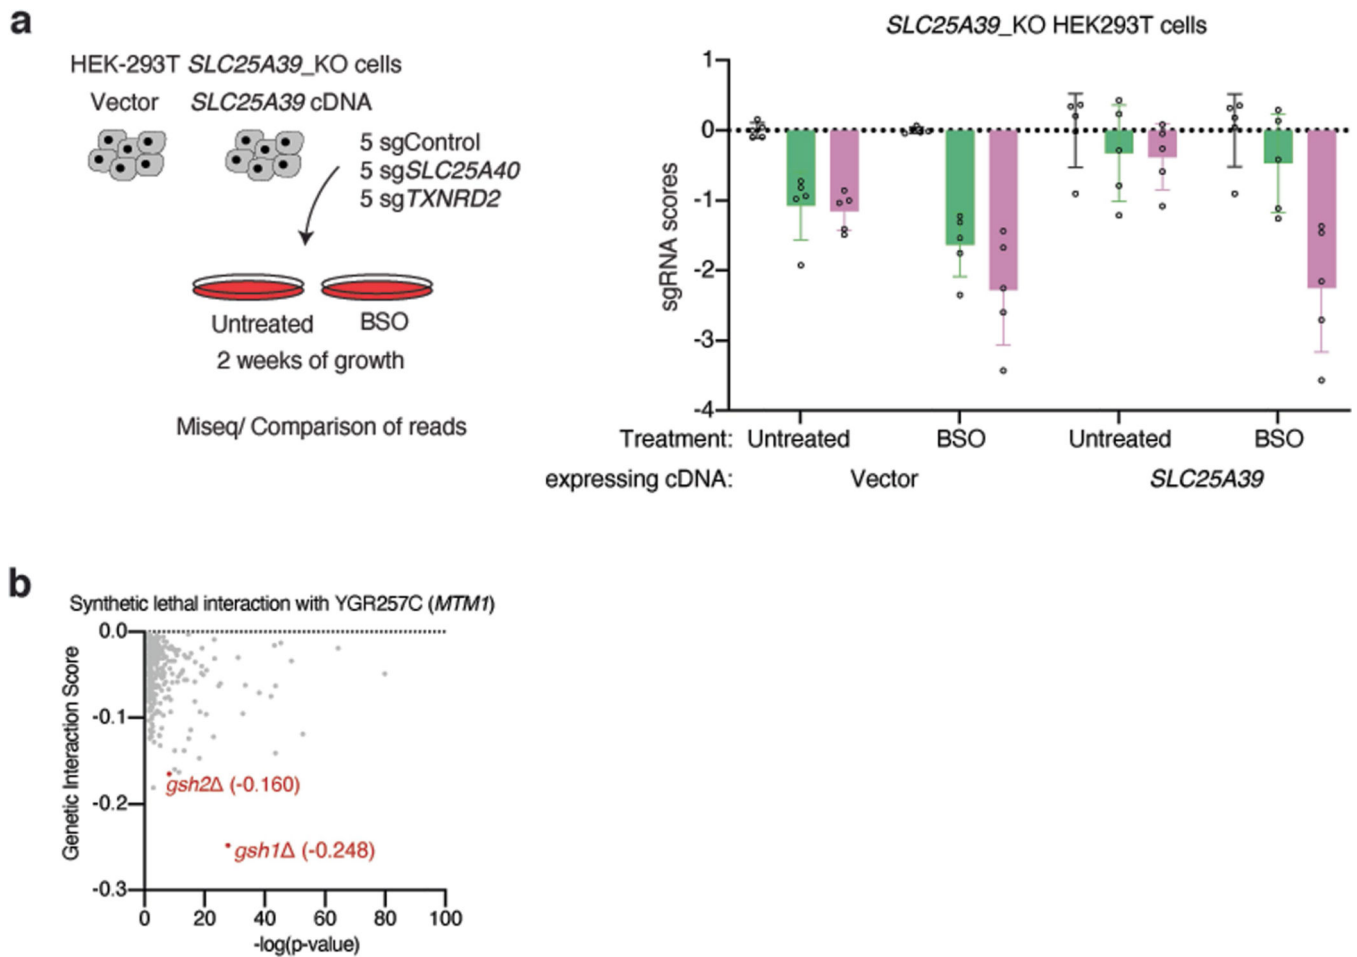 a
HEK-293T SLC25A39_KO cells
Vector SLC25A39 cDNA
5 sgControl
5 sgSLC25A40
5 sgTXNRD2
Untreated BSO
2 weeks of growth
Miseq/ Comparison of reads
SLC25A39_KO HEK293T cells
sgRNA scores
1
0
-1
-2
-3
-4
Treatment: Untreated BSO Untreated BSO
expressing cDNA: Vector SLC25A39
b
Synthetic lethal interaction with YGR257C (MTM1)
Genetic Interaction Score
0.0
-0.1
-0.2
-0.3
gsh2Δ (-0.160)
gsh1Δ (-0.248)
0 20 40 60 80 100
-log(p-value)